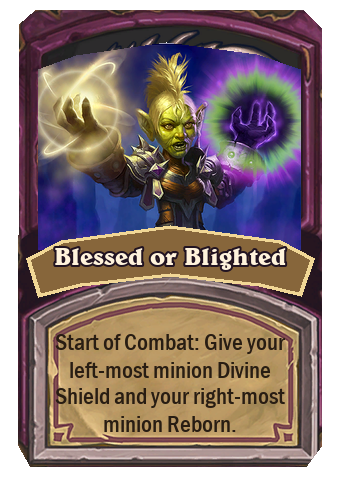 Blessed or Blighted
Start of Combat: Give your
left-most minion Divine
Shield and your right-most
minion Reborn.